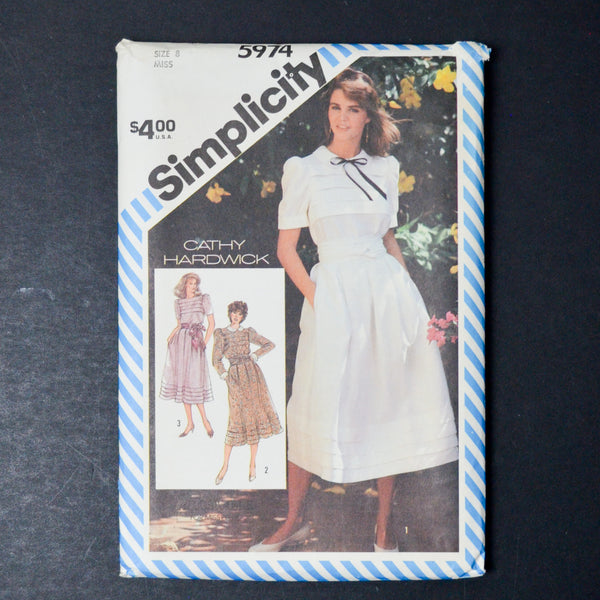 SIZE 8
MISS
5974
$4.00
U.S.A.
Simplicity
CATHY
HARDWICK
3
2
1